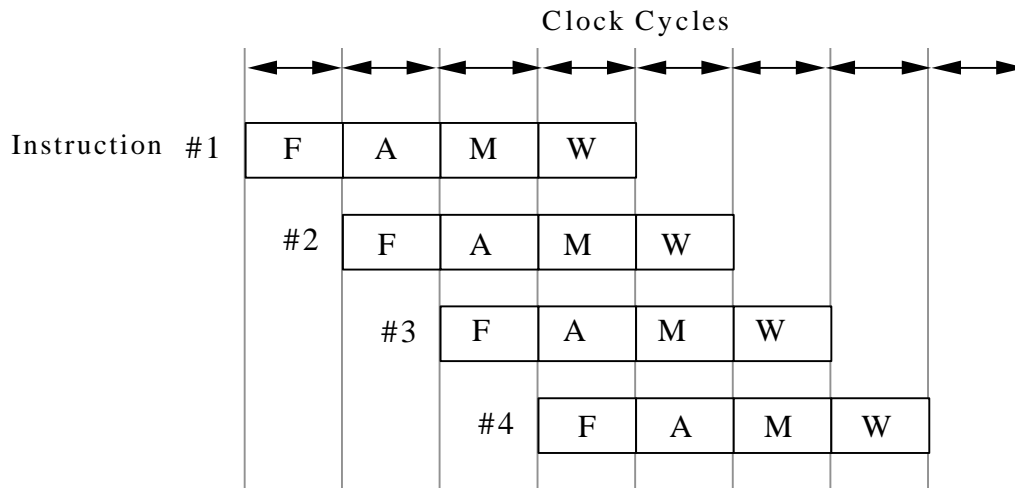 Clock Cycles
Instruction #1 F A M W
#2 F A M W
#3 F A M W
#4 F A M W